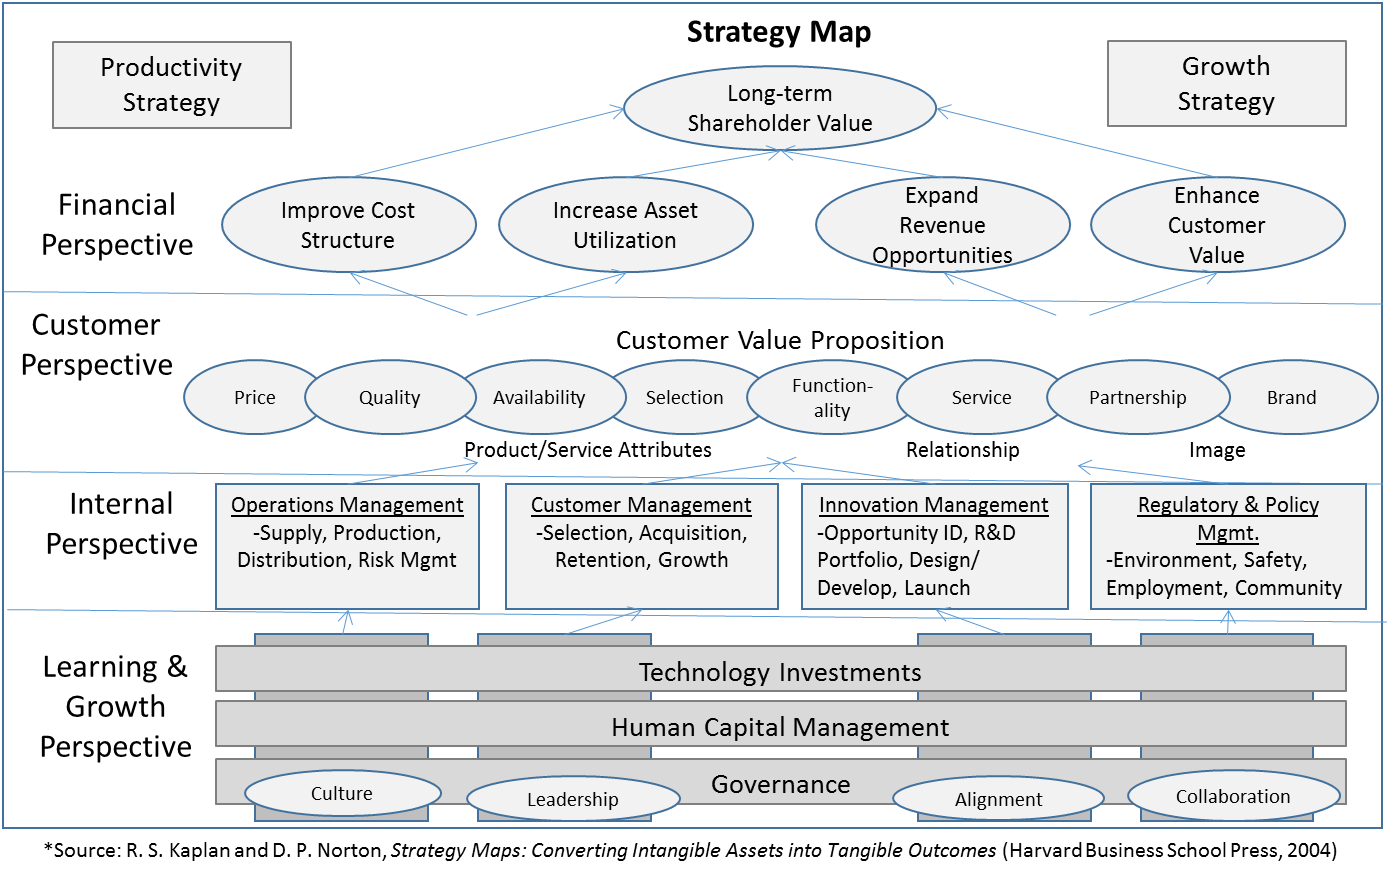 Strategy Map
Productivity
Strategy
Growth
Strategy
Long-term
Shareholder Value
Financial
Perspective
Improve Cost
Structure
Increase Asset
Utilization
Expand
Revenue
Opportunities
Enhance
Customer
Value
Customer
Perspective
Customer Value Proposition
Price
Quality
Availability
Selection
Function-
ality
Service
Partnership
Brand
Product/Service Attributes
Relationship
Image
Internal
Perspective
Operations Management
-Supply, Production,
Distribution, Risk Mgmt
Customer Management
-Selection, Acquisition,
Retention, Growth
Innovation Management
-Opportunity ID, R&D
Portfolio, Design/
Develop, Launch
Regulatory & Policy
Mgmt.
-Environment, Safety,
Employment, Community
Learning &
Growth
Perspective
Technology Investments
Human Capital Management
Governance
Culture
Leadership
Alignment
Collaboration
*Source: R. S. Kaplan and D. P. Norton, Strategy Maps: Converting Intangible Assets into Tangible Outcomes (Harvard Business School Press, 2004)